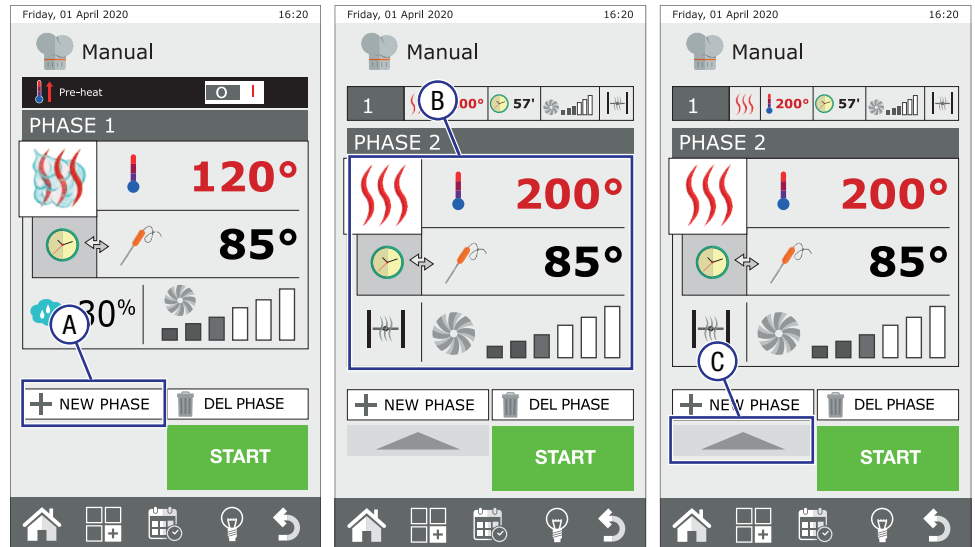 Friday, 01 April 2020 16:20
Manual
Pre-heat O I
PHASE 1
120°
85°
30%
A
NEW PHASE DEL PHASE
START
Friday, 01 April 2020 16:20
Manual
1 00° 57'
B
PHASE 2
200°
85°
NEW PHASE DEL PHASE
START
Friday, 01 April 2020 16:20
Manual
1 200° 57'
PHASE 2
200°
85°
C
NEW PHASE DEL PHASE
START